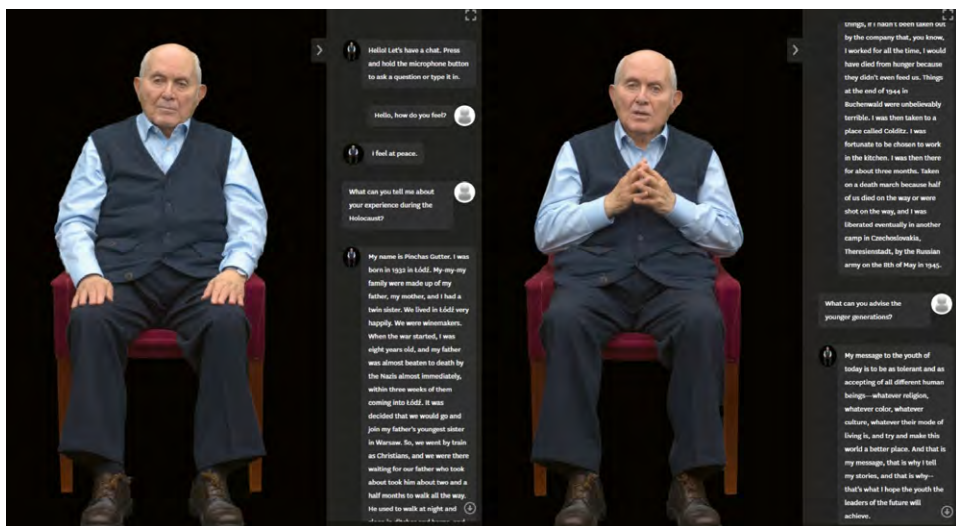 Hello! Let's have a chat. Press
and hold the microphone button
to ask a question or type it in.
Hello, how do you feel?
I feel at peace.
What can you tell me about
your experience during the
Holocaust?
My name is Pinchas Gutter. I was
born in 1932 in Łódź. My-my-my
family were made up of my
father, my mother, and I had a
twin sister. We lived in Łódź very
happily. We were winemakers.
When the war started, I was
eight years old, and my father
was almost beaten to death by
the Nazis almost immediately,
within three weeks of them
coming into Łódź. It was
decided that we would go and
join my father's youngest sister
in Warsaw. So, we went by train
as Christians, and we were there
waiting for our father who took
about took him about two and a
half months to walk all the way.
He used to walk at night and
things, if I hadn't been taken out
by the company that, you know,
I worked for all the time, I would
have died from hunger because
they didn't even feed us. Things
at the end of 1944 in
Buchenwald were unbelievably
terrible. I was then taken to a
place called Colditz. I was
fortunate to be chosen to work
in the kitchen. I was then there
for about three months. Taken
on a death march because half
of us died on the way or were
shot on the way, and I was
liberated eventually in another
camp in Czechoslovakia,
Theresienstadt, by the Russian
army on the 8th of May in 1945.
What can you advise the
younger generations?
My message to the youth of
today is to be as tolerant and as
accepting of all different human
beings—whatever religion,
whatever color, whatever
culture, whatever their mode of
living is, and try and make this
world a better place. And that is
my message, that is why I tell
my stories, and that is why--
that's what I hope the youth the
leaders of the future will
achieve.